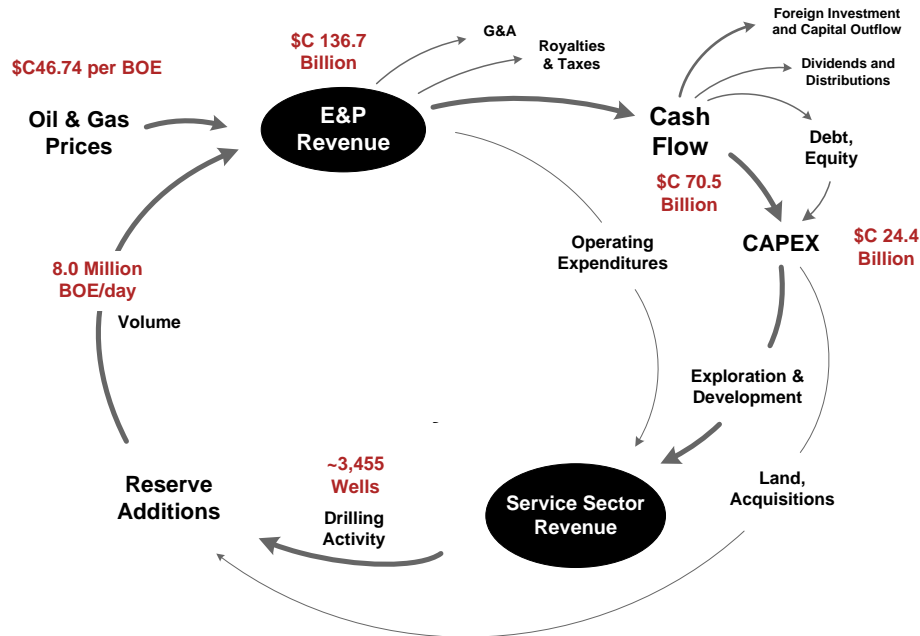 Foreign Investment
and Capital Outflow
G&A
$C 136.7
Billion
Royalties
& Taxes
$C46.74 per BOE
Dividends and
Distributions
Oil & Gas
Prices
E&P
Revenue
Cash
Flow
Debt,
Equity
$C 70.5
Billion
CAPEX
$C 24.4
Billion
Operating
Expenditures
8.0 Million
BOE/day
Volume
Exploration &
Development
~3,455
Wells
Reserve
Additions
Drilling
Activity
Service Sector
Revenue
Land,
Acquisitions